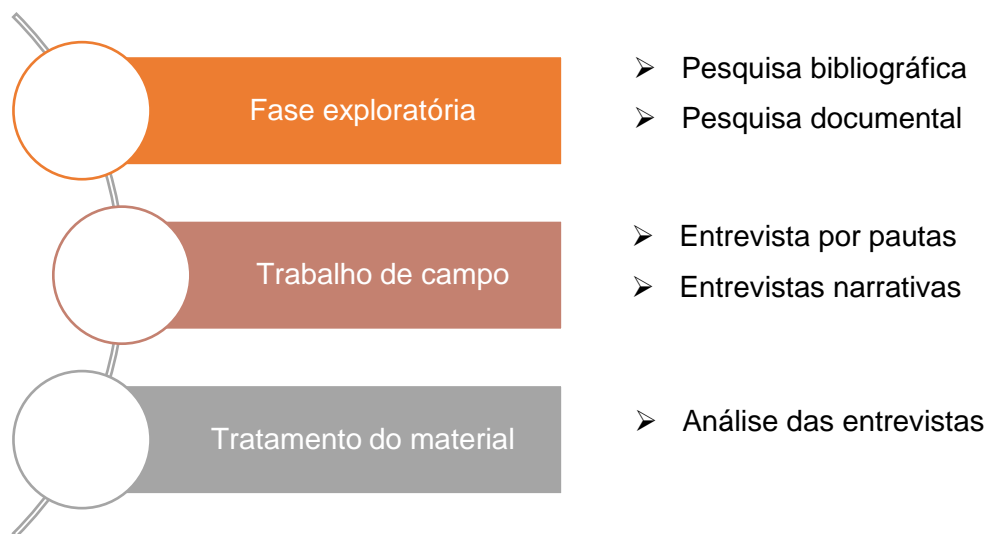 Fase exploratória
➢ Pesquisa bibliográfica
➢ Pesquisa documental
Trabalho de campo
➢ Entrevista por pautas
➢ Entrevistas narrativas
Tratamento do material
➢ Análise das entrevistas